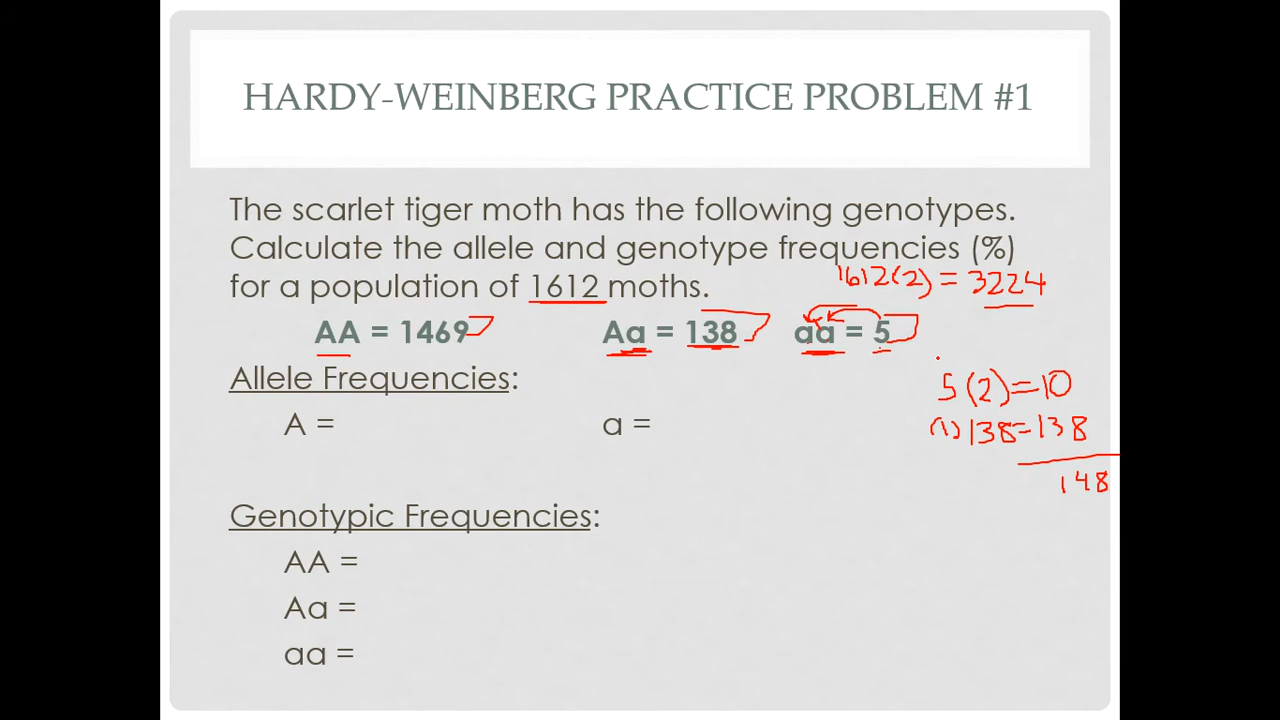 HARDY-WEINBERG PRACTICE PROBLEM #1
The scarlet tiger moth has the following genotypes.
Calculate the allele and genotype frequencies (%)
for a population of 1612 moths.
1612(2) = 3224
AA = 1469 Aa = 138 aa = 5
Allele Frequencies:
5(2)=10
A = a =
(1)138=138
148
Genotypic Frequencies:
AA =
Aa =
aa =